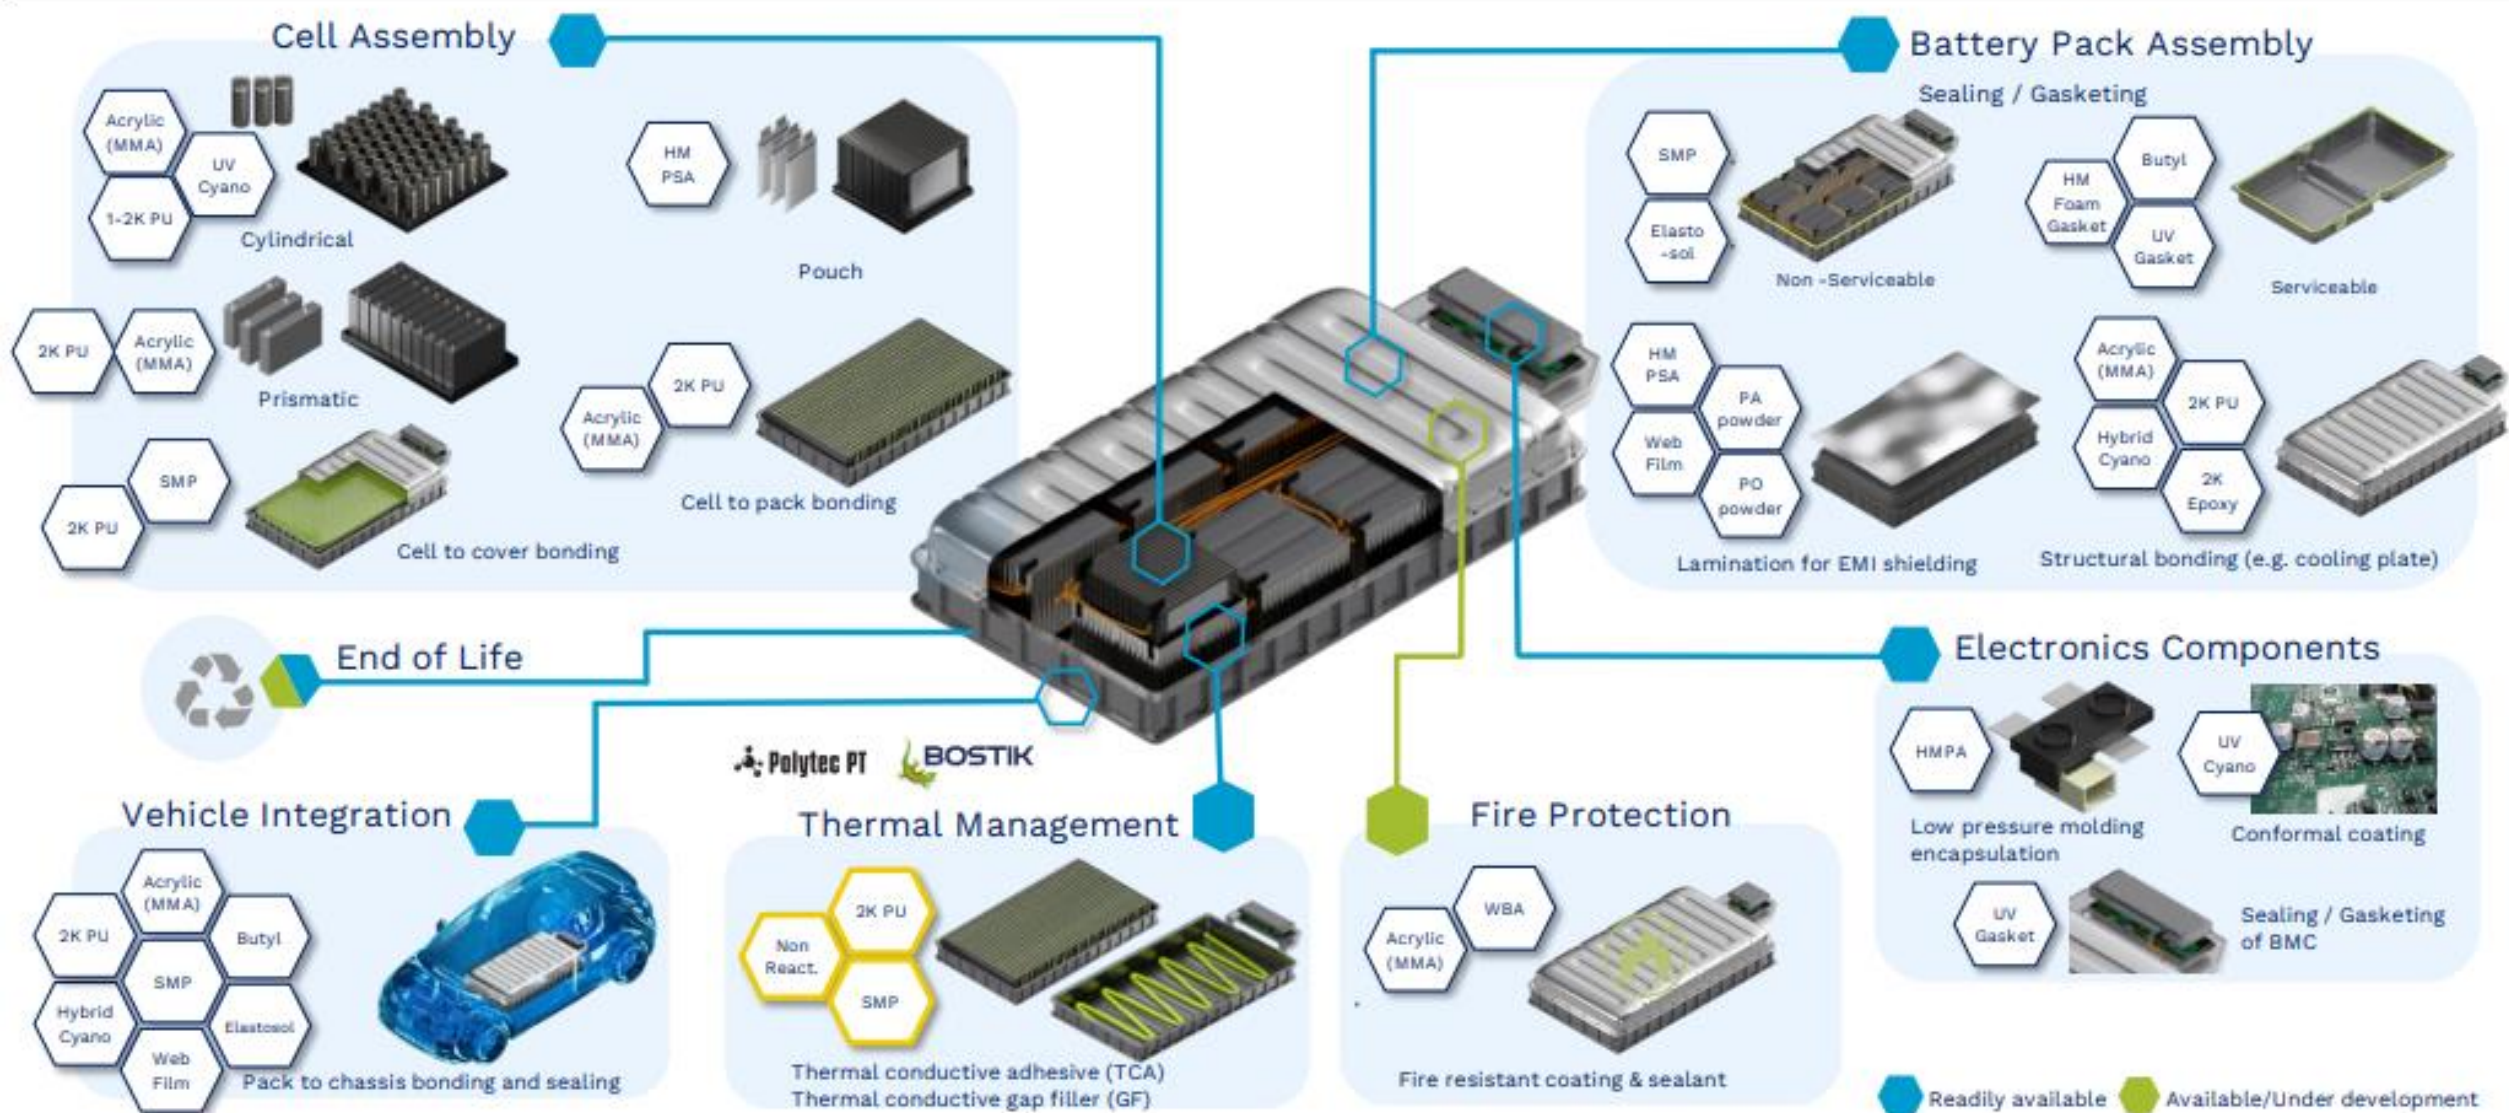 Cell Assembly
Acrylic
(MMA)
UV
Cyano
1-2K PU
Cylindrical
HM
PSA
Pouch
2K PU
Acrylic
(MMA)
Prismatic
SMP
2K PU
Cell to cover bonding
2K PU
Acrylic
(MMA)
Cell to pack bonding
Battery Pack Assembly
Sealing / Gasketing
SMP
Elasto
-sol
Non -Serviceable
Butyl
HM
Foam
Gasket
UV
Gasket
Serviceable
HM
PSA
PA
powder
Web
Film
PO
powder
Lamination for EMI shielding
Acrylic
(MMA)
2K PU
Hybrid
Cyano
2K
Epoxy
Structural bonding (e.g. cooling plate)
End of Life
Polytec PT
BOSTIK
Vehicle Integration
Acrylic
(MMA)
2K PU
Butyl
SMP
Hybrid
Cyano
Elastosol
Web
Film
Pack to chassis bonding and sealing
Thermal Management
2K PU
Non
React.
SMP
Thermal conductive adhesive (TCA)
Thermal conductive gap filler (GF)
Fire Protection
WBA
Acrylic
(MMA)
Fire resistant coating & sealant
Electronics Components
HMPA
Low pressure molding
encapsulation
UV
Cyano
Conformal coating
UV
Gasket
Sealing / Gasketing
of BMC
Readily available
Available/Under development